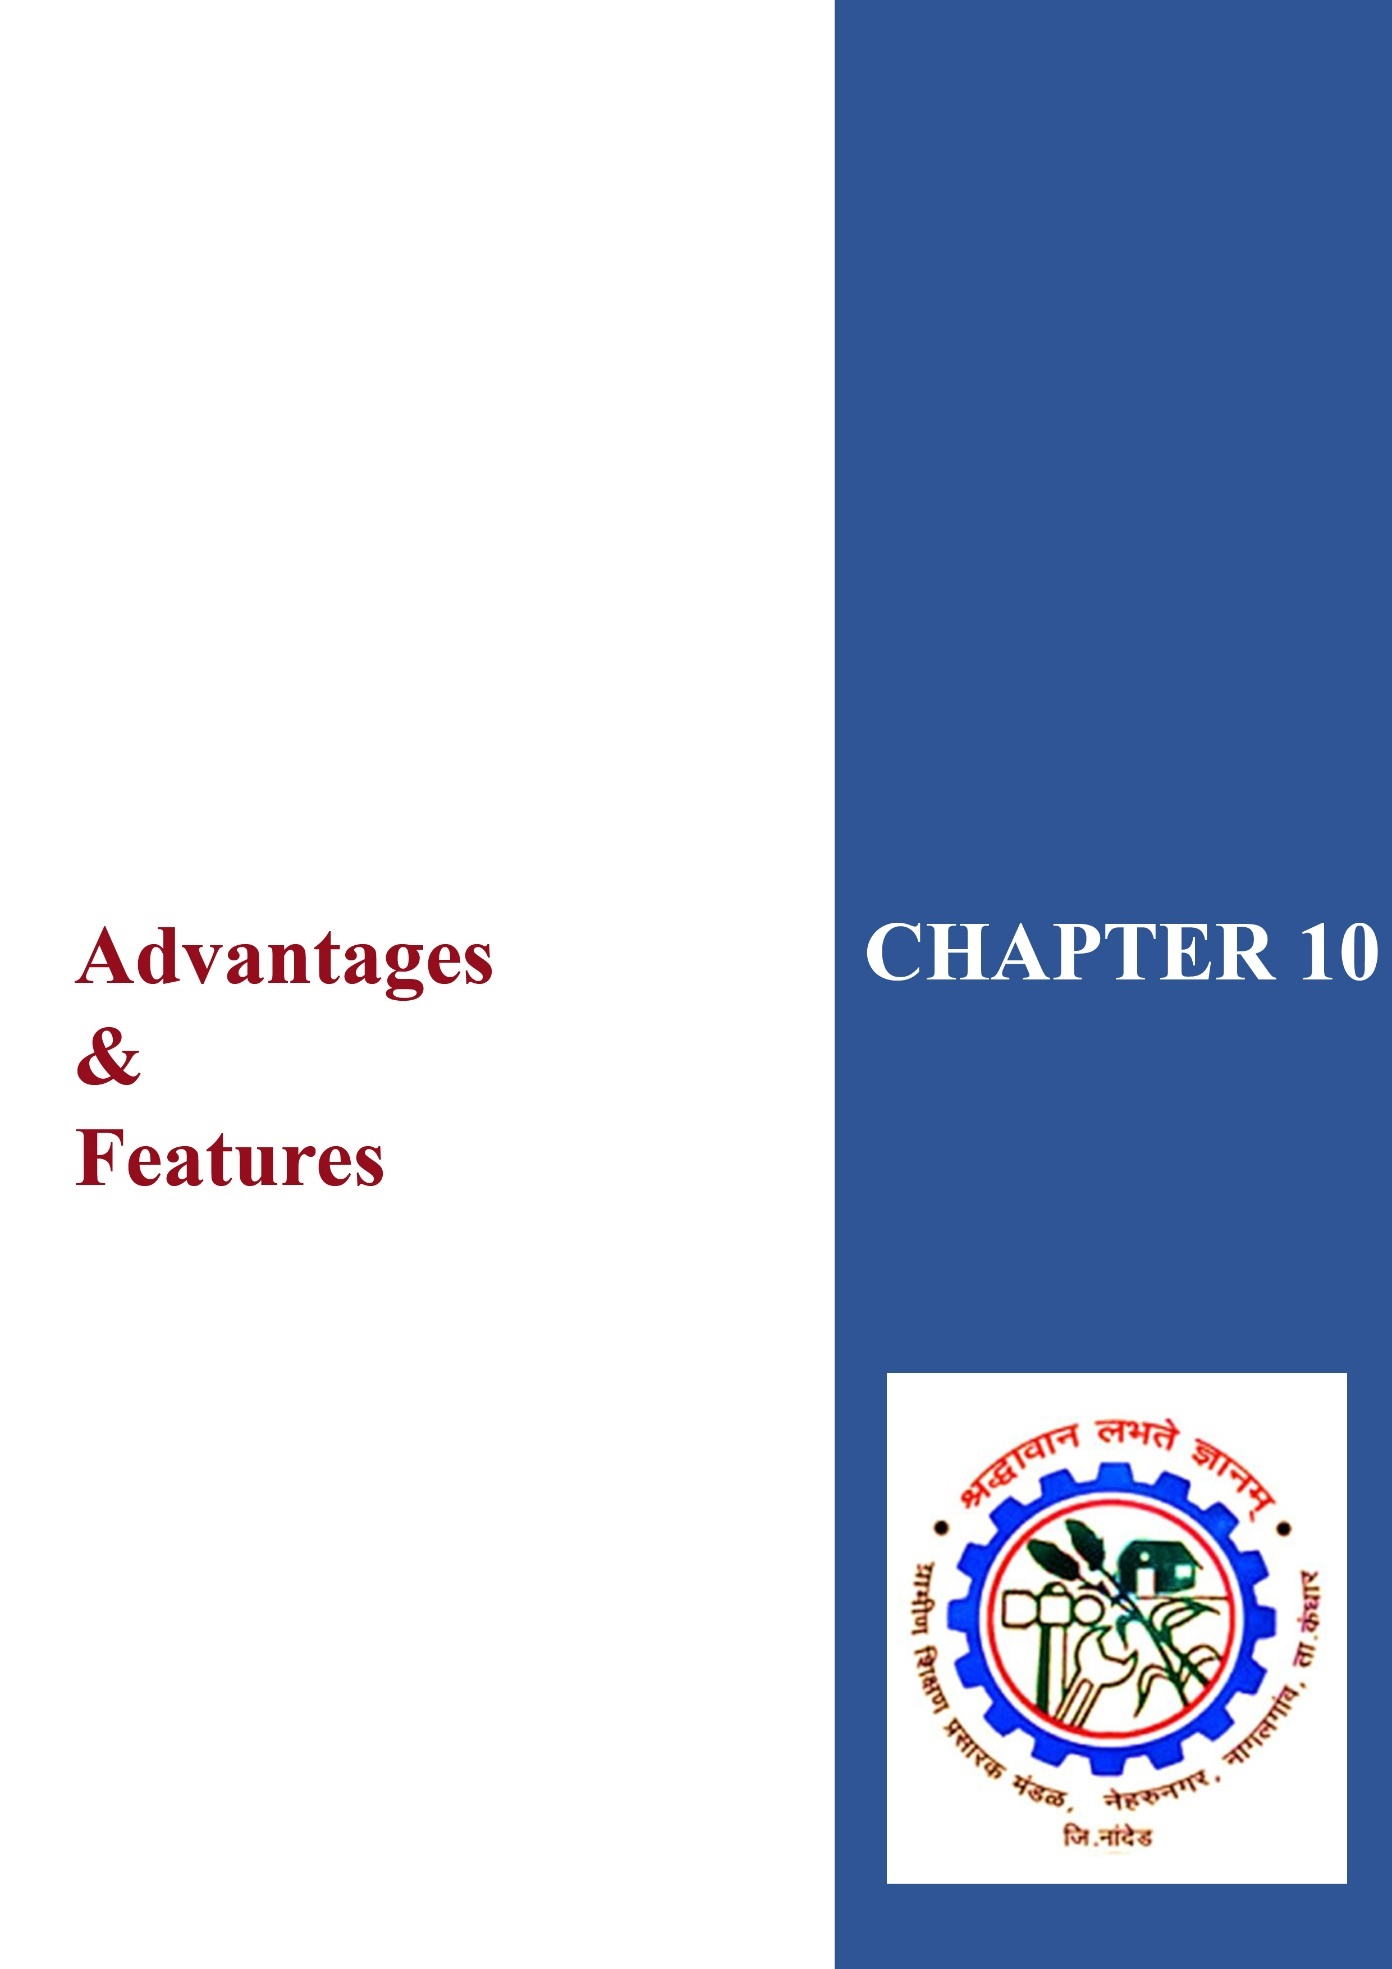 Advantages
&
Features
CHAPTER 10
श्रद्धावान लभते ज्ञानम्
ग्रामीण शिक्षण प्रसारक मंडळ, नेहरुनगर, नागलगांव, ता.कंधार
जि.नांदेड